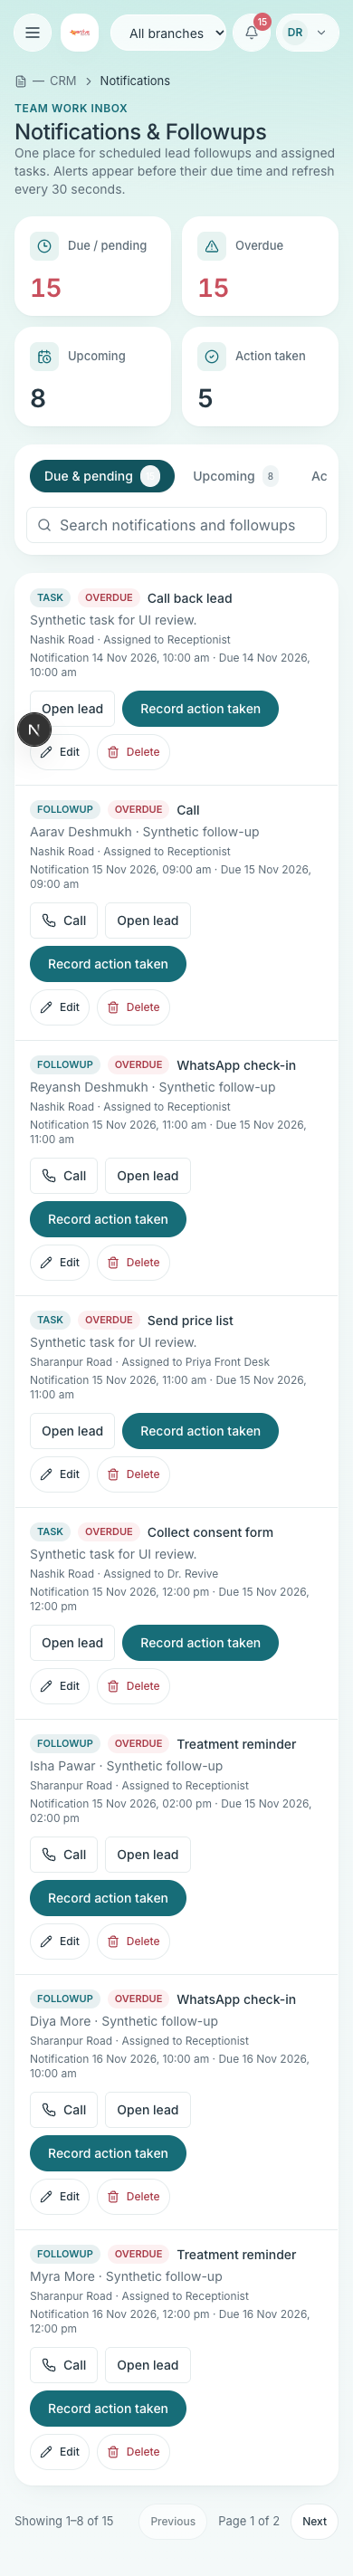 All branches
15
DR
— CRM > Notifications
TEAM WORK INBOX
Notifications & Followups
One place for scheduled lead followups and assigned
tasks. Alerts appear before their due time and refresh
every 30 seconds.
Due / pending
15
Overdue
15
Upcoming
8
Action taken
5
Due & pending
Upcoming 8
Ac
Search notifications and followups
TASK OVERDUE Call back lead
Synthetic task for UI review.
Nashik Road · Assigned to Receptionist
Notification 14 Nov 2026, 10:00 am · Due 14 Nov 2026,
10:00 am
Open lead Record action taken
N
Edit Delete
FOLLOWUP OVERDUE Call
Aarav Deshmukh · Synthetic follow-up
Nashik Road · Assigned to Receptionist
Notification 15 Nov 2026, 09:00 am · Due 15 Nov 2026,
09:00 am
Call Open lead
Record action taken
Edit Delete
FOLLOWUP OVERDUE WhatsApp check-in
Reyansh Deshmukh · Synthetic follow-up
Nashik Road · Assigned to Receptionist
Notification 15 Nov 2026, 11:00 am · Due 15 Nov 2026,
11:00 am
Call Open lead
Record action taken
Edit Delete
TASK OVERDUE Send price list
Synthetic task for UI review.
Sharanpur Road · Assigned to Priya Front Desk
Notification 15 Nov 2026, 11:00 am · Due 15 Nov 2026,
11:00 am
Open lead Record action taken
Edit Delete
TASK OVERDUE Collect consent form
Synthetic task for UI review.
Nashik Road · Assigned to Dr. Revive
Notification 15 Nov 2026, 12:00 pm · Due 15 Nov 2026,
12:00 pm
Open lead Record action taken
Edit Delete
FOLLOWUP OVERDUE Treatment reminder
Isha Pawar · Synthetic follow-up
Sharanpur Road · Assigned to Receptionist
Notification 15 Nov 2026, 02:00 pm · Due 15 Nov 2026,
02:00 pm
Call Open lead
Record action taken
Edit Delete
FOLLOWUP OVERDUE WhatsApp check-in
Diya More · Synthetic follow-up
Sharanpur Road · Assigned to Receptionist
Notification 16 Nov 2026, 10:00 am · Due 16 Nov 2026,
10:00 am
Call Open lead
Record action taken
Edit Delete
FOLLOWUP OVERDUE Treatment reminder
Myra More · Synthetic follow-up
Sharanpur Road · Assigned to Receptionist
Notification 16 Nov 2026, 12:00 pm · Due 16 Nov 2026,
12:00 pm
Call Open lead
Record action taken
Edit Delete
Showing 1–8 of 15 Previous Page 1 of 2 Next